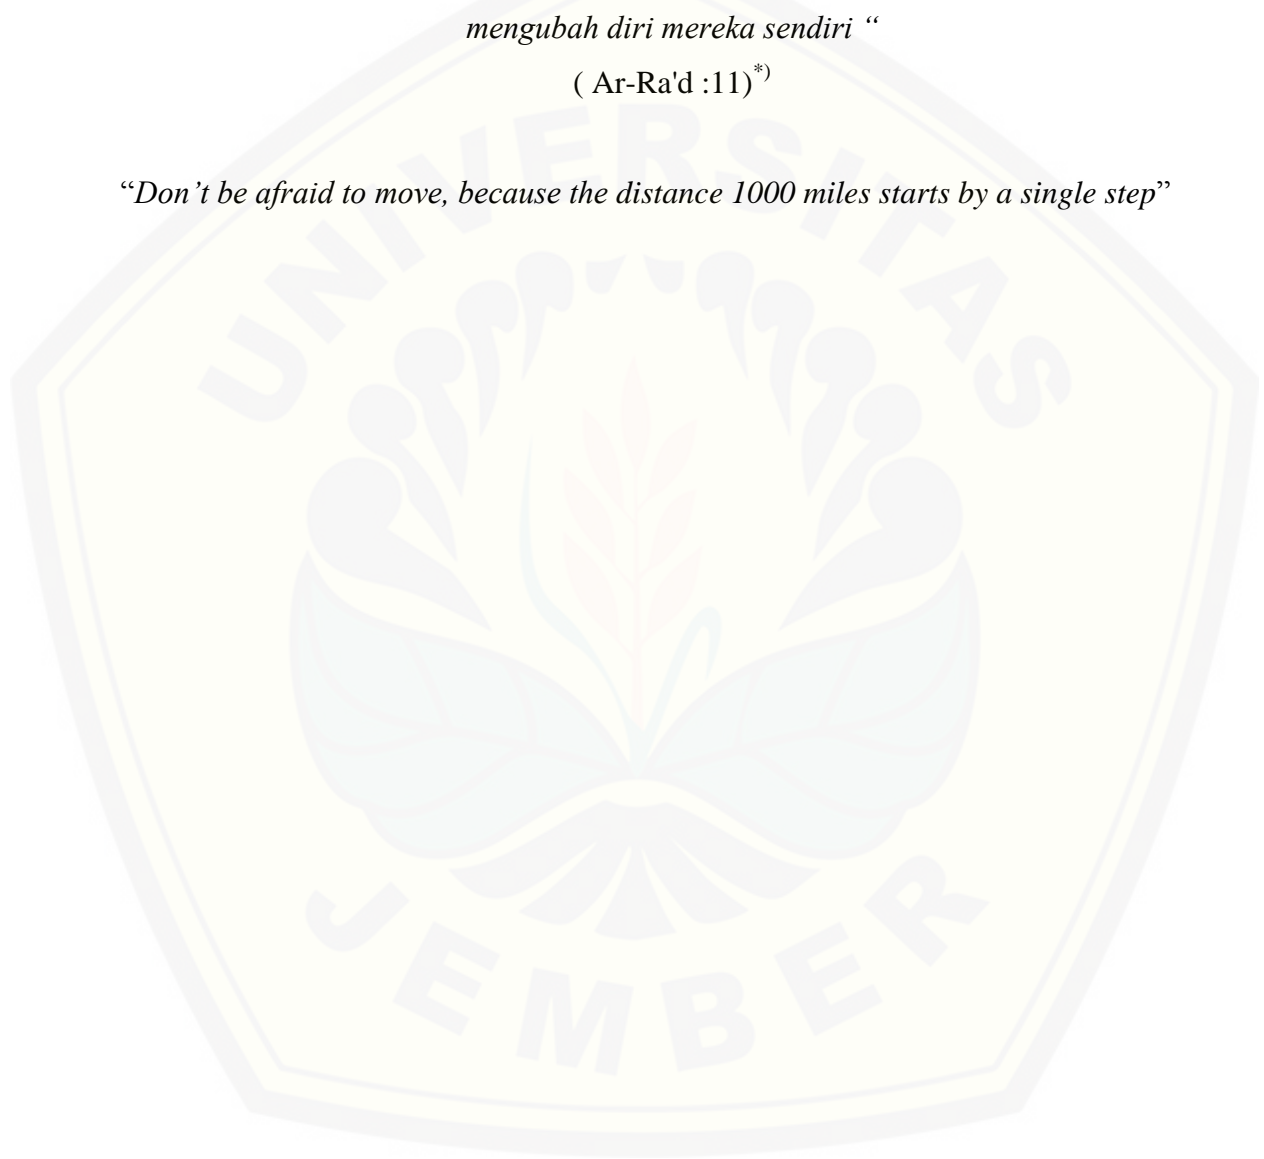 mengubah diri mereka sendiri “
( Ar-Ra'd :11)*)
“Don’t be afraid to move, because the distance 1000 miles starts by a single step”
UNIVERSITAS
JEMBER